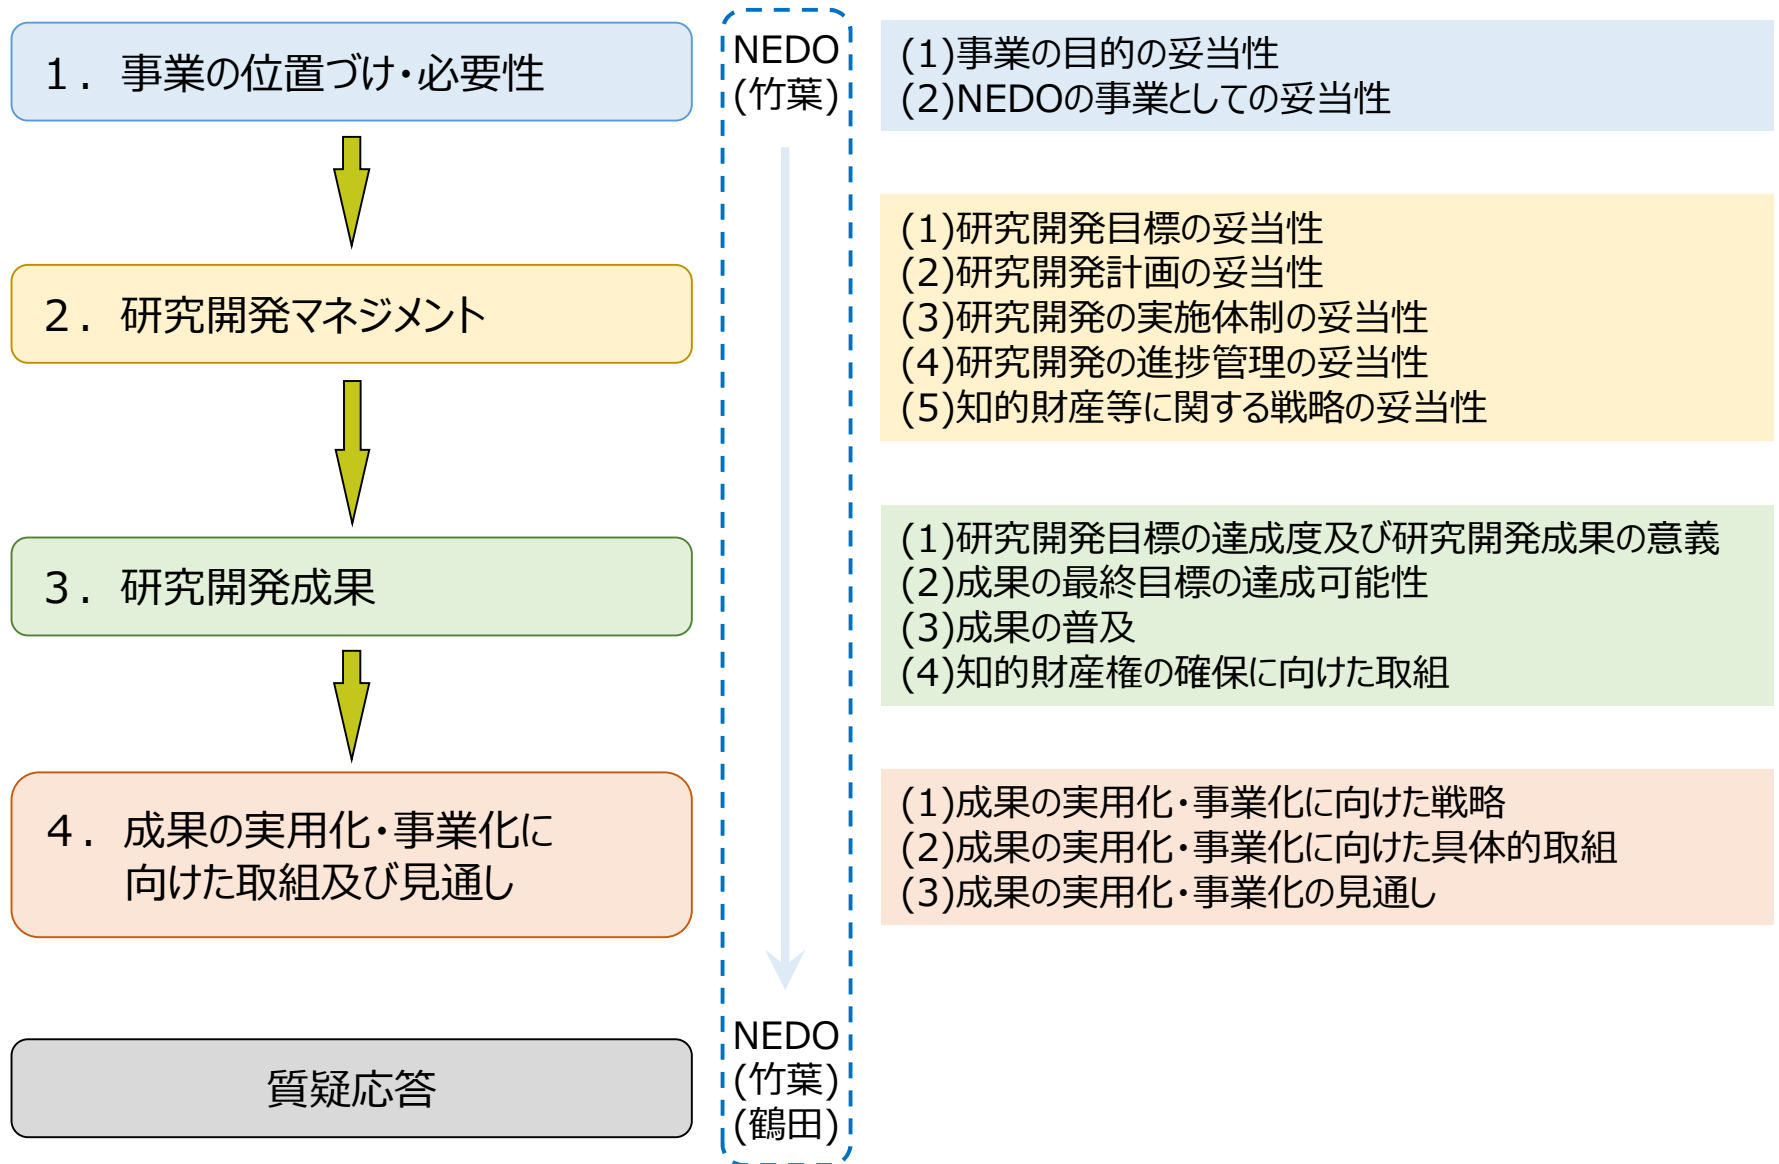 １．事業の位置づけ・必要性
NEDO
(竹葉)
(1)事業の目的の妥当性
(2)NEDOの事業としての妥当性
２．研究開発マネジメント
(1)研究開発目標の妥当性
(2)研究開発計画の妥当性
(3)研究開発の実施体制の妥当性
(4)研究開発の進捗管理の妥当性
(5)知的財産等に関する戦略の妥当性
３．研究開発成果
(1)研究開発目標の達成度及び研究開発成果の意義
(2)成果の最終目標の達成可能性
(3)成果の普及
(4)知的財産権の確保に向けた取組
４．成果の実用化・事業化に
向けた取組及び見通し
(1)成果の実用化・事業化に向けた戦略
(2)成果の実用化・事業化に向けた具体的取組
(3)成果の実用化・事業化の見通し
質疑応答
NEDO
(竹葉)
(鶴田)